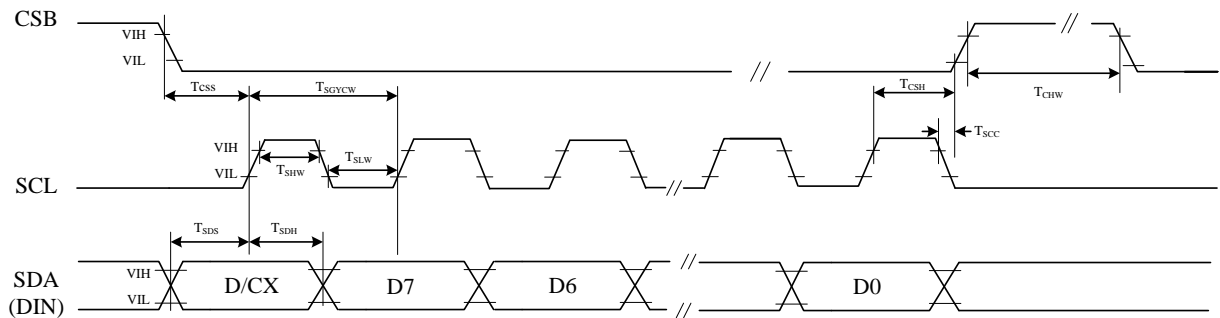 CSB
VIH
VIL
TCSS
TSGYCW
TCSH
TCHW
SCL
VIH
VIL
TSHW
TSLW
TSCC
SDA
(DIN)
VIH
VIL
TSDS
TSDH
D/CX
D7
D6
D0